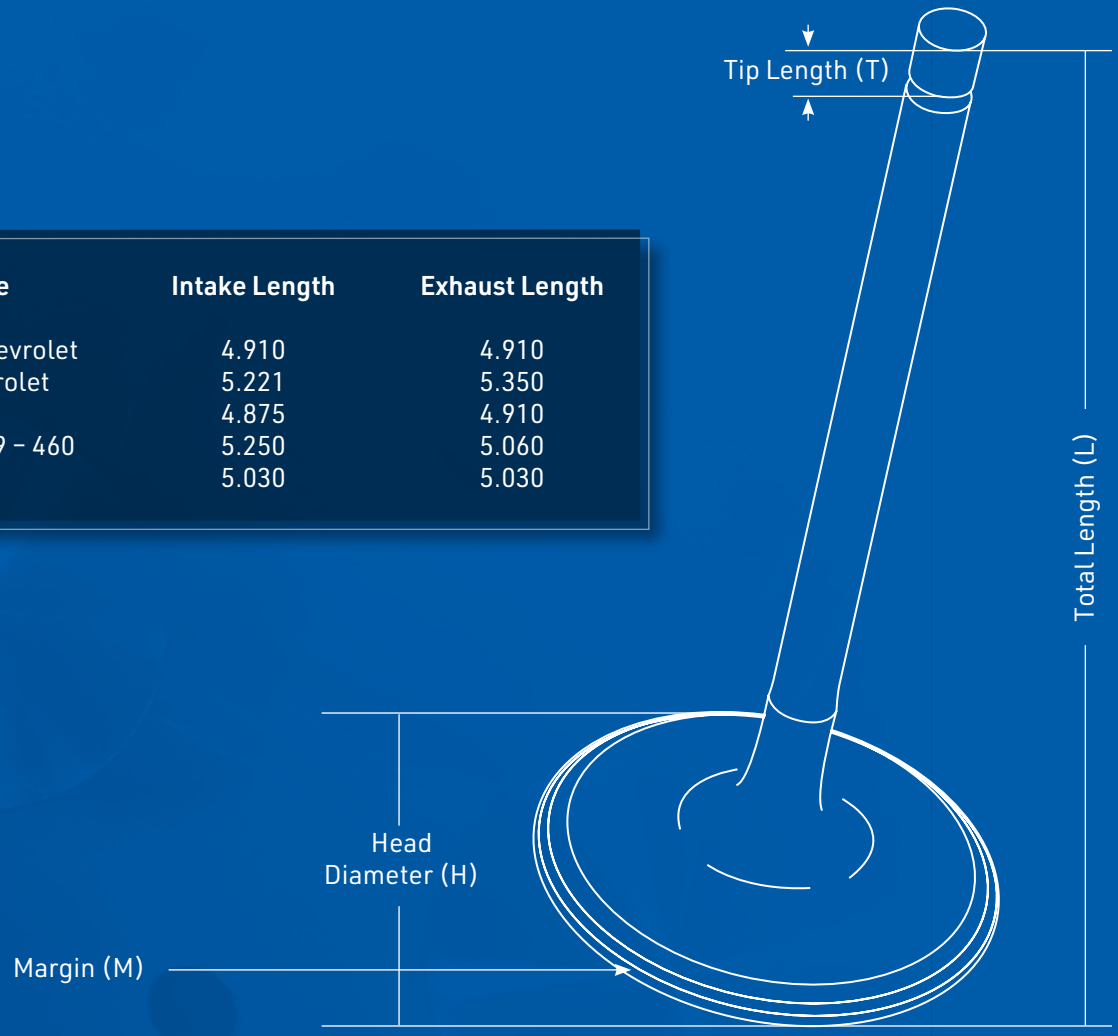 Tip Length (T)
e Intake Length Exhaust Length
evrolet 4.910 4.910
rolet 5.221 5.350
4.875 4.910
9 – 460 5.250 5.060
5.030 5.030
Total Length (L)
Head
Diameter (H)
Margin (M)